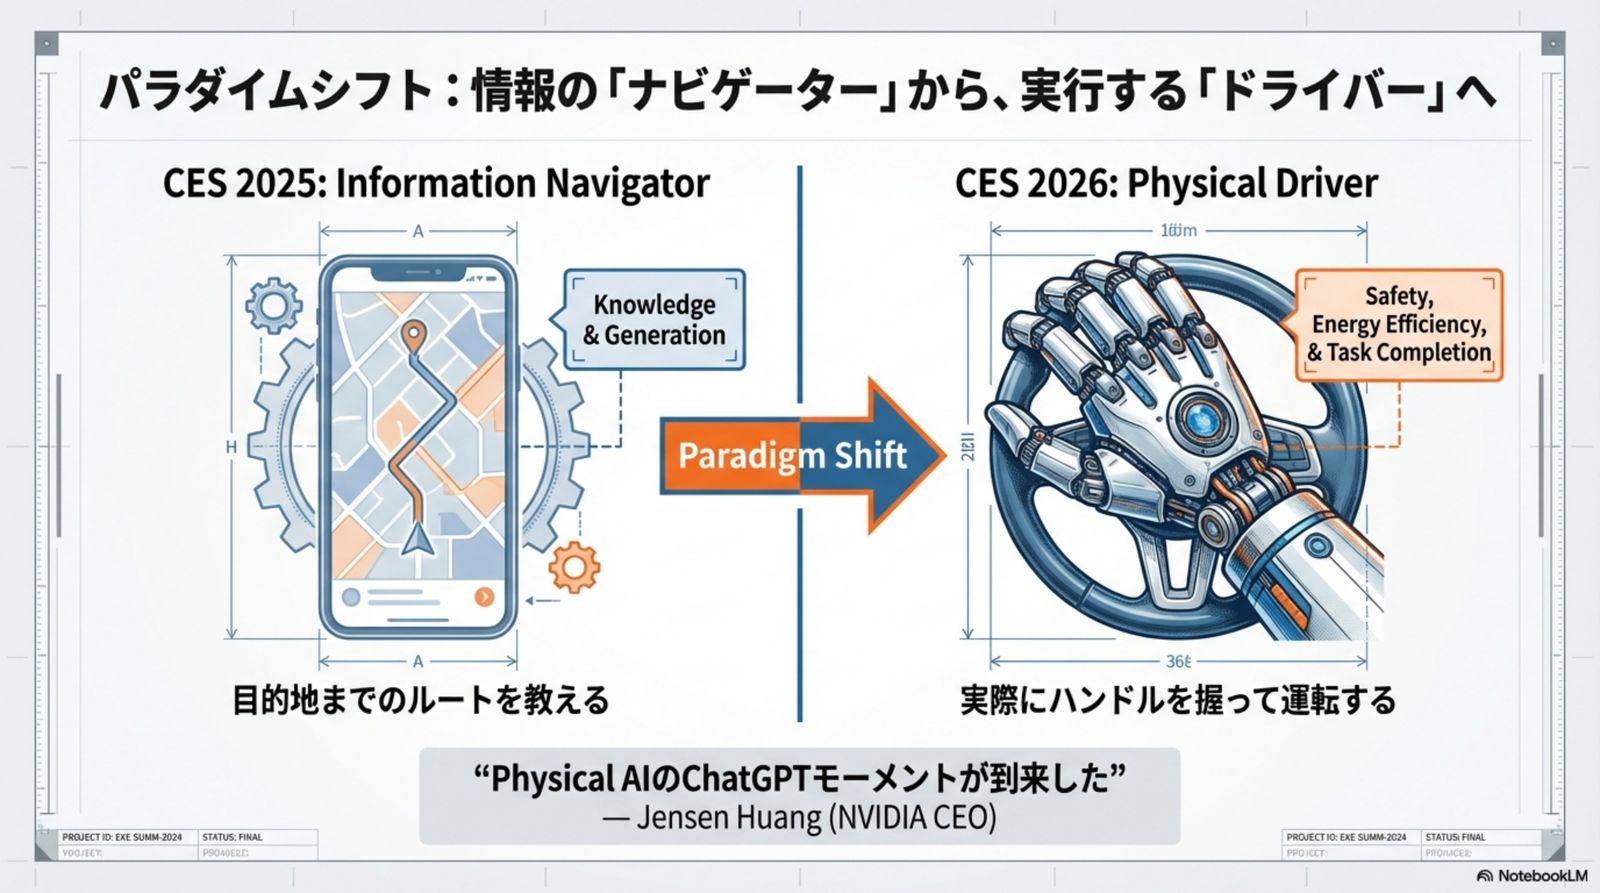 パラダイムシフト：情報の「ナビゲーター」から、実行する「ドライバー」へ
CES 2025: Information Navigator
A
H
Knowledge
& Generation
A
目的地までのルートを教える
Paradigm Shift
CES 2026: Physical Driver
Safety,
Energy Efficiency,
& Task Completion
実際にハンドルを握って運転する
“Physical AIのChatGPTモーメントが到来した”
— Jensen Huang (NVIDIA CEO)
PROJECT ID: EXE SUMM-2024 STATUS: FINAL
PROJECT IO: EXE SUMM-2024 STATUS: FINAL
NotebookLM